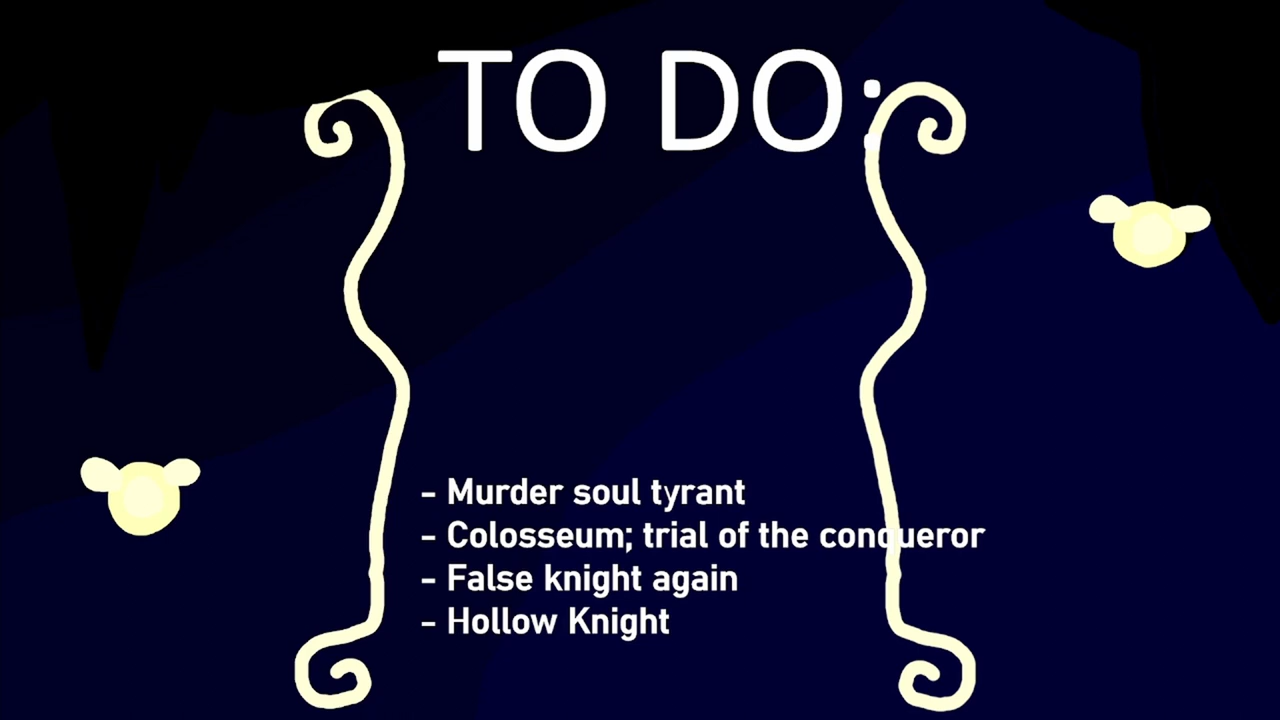 TO DO:
- Murder soul tyrant
- Colosseum; trial of the conqueror
- False knight again
- Hollow Knight